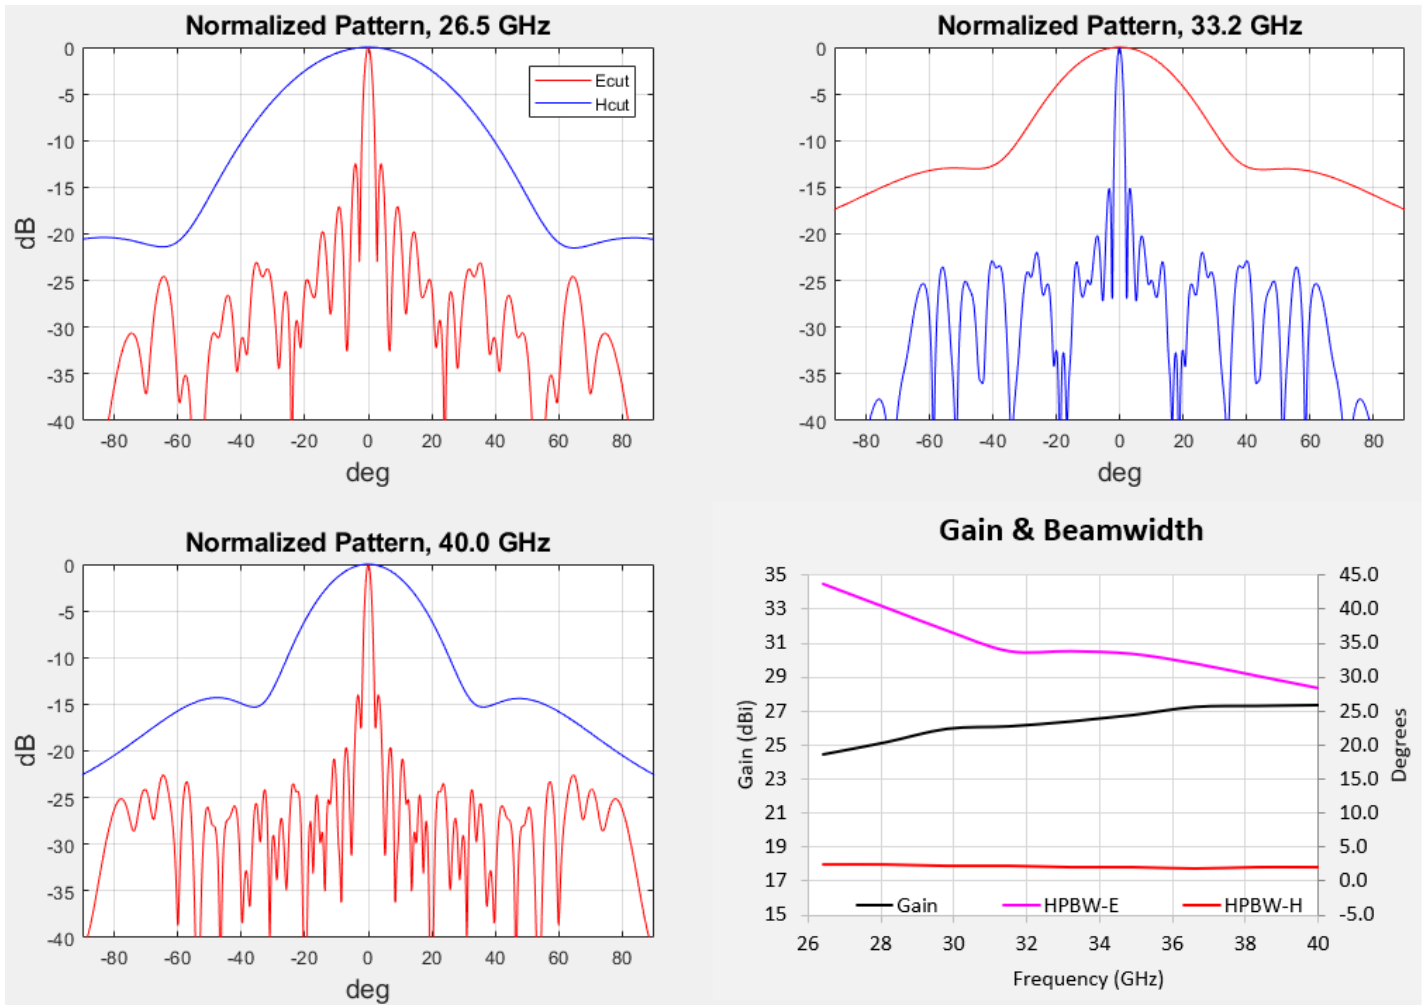 Normalized Pattern, 26.5 GHz
0
-5
-10
-15
-20
-25
-30
-35
-40
dB
Ecut
Hcut
-80 -60 -40 -20 0 20 40 60 80
deg
Normalized Pattern, 33.2 GHz
0
-5
-10
-15
-20
-25
-30
-35
-40
-80 -60 -40 -20 0 20 40 60 80
deg
Normalized Pattern, 40.0 GHz
0
-5
-10
-15
-20
-25
-30
-35
-40
dB
-80 -60 -40 -20 0 20 40 60 80
deg
Gain & Beamwidth
35
33
31
29
27
25
23
21
19
17
15
Gain (dBi)
45.0
40.0
35.0
30.0
25.0
20.0
15.0
10.0
5.0
0.0
-5.0
Degrees
Gain HPBW-E HPBW-H
26 28 30 32 34 36 38 40
Frequency (GHz)